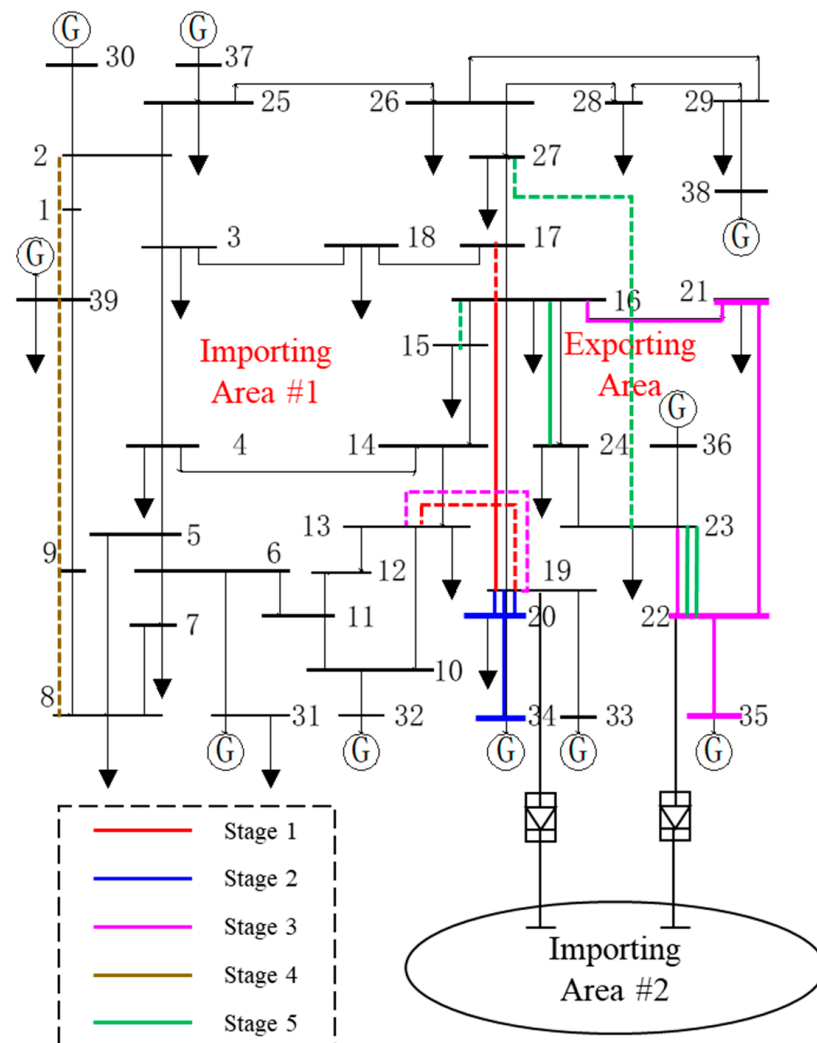 G
G
30
37
25
26
28
29
2
27
1
38
G
3
18
17
G
39
16
21
15
Importing
Area #1
Exporting
Area
G
4
14
24
36
13
23
5
9
6
12
19
20
22
7
11
10
8
31
32
34
33
35
G
G
G
G
G
Stage 1
Stage 2
Stage 3
Stage 4
Stage 5
Importing
Area #2